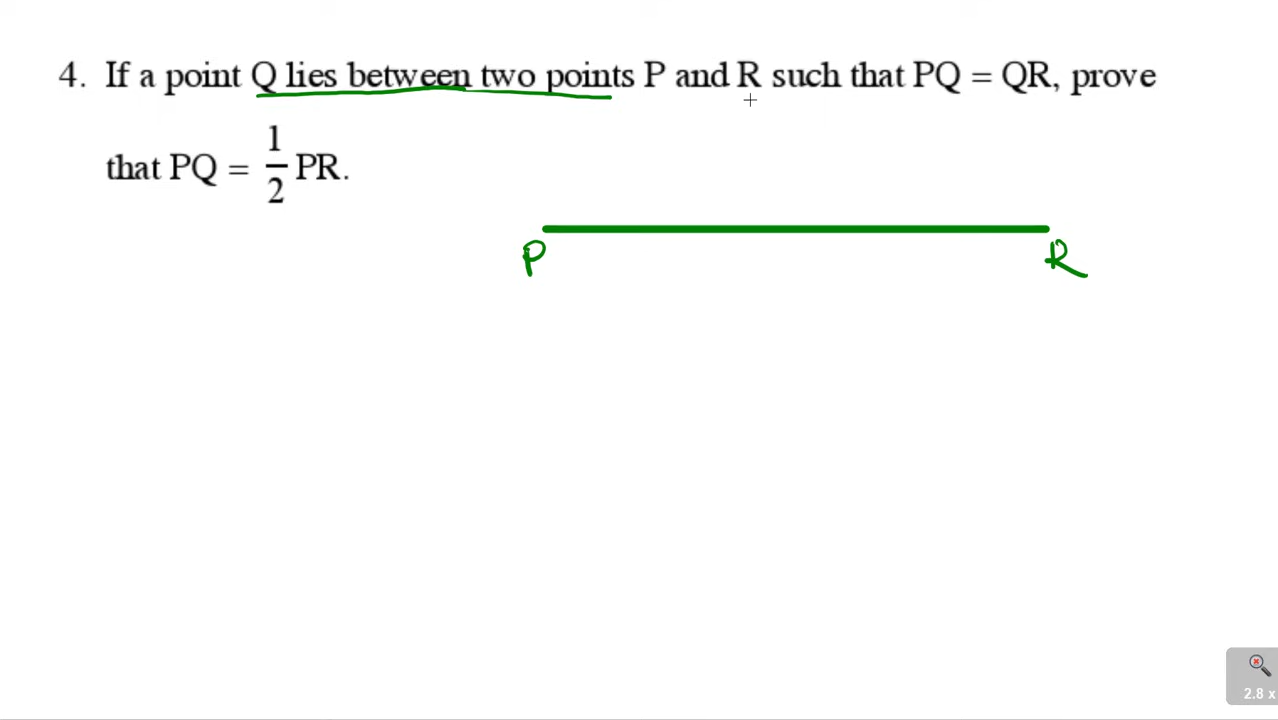 4. If a point Q lies between two points P and R such that PQ = QR, prove
that PQ = 1/2 PR.
P R
2.8 x